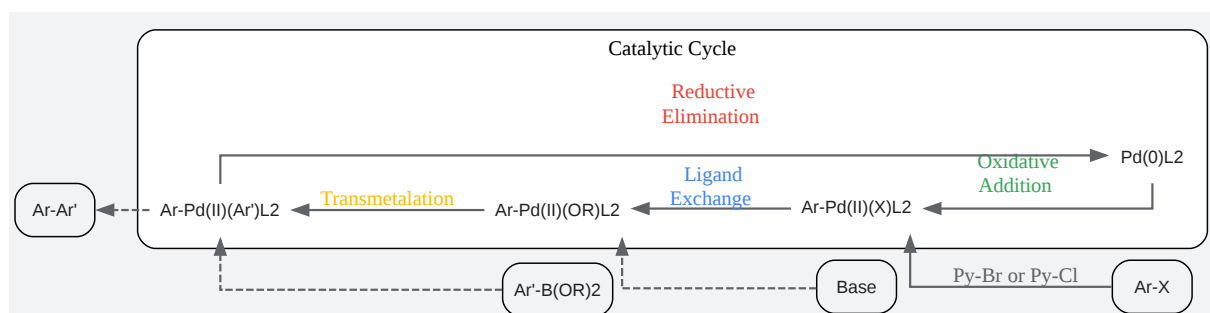 Catalytic Cycle
Reductive
Elimination
Pd(0)L2
Oxidative
Addition
Ligand
Exchange
Transmetalation
Ar-Ar'
Ar-Pd(II)(Ar')L2
Ar-Pd(II)(OR)L2
Ar-Pd(II)(X)L2
Ar'-B(OR)2
Base
Py-Br or Py-Cl
Ar-X